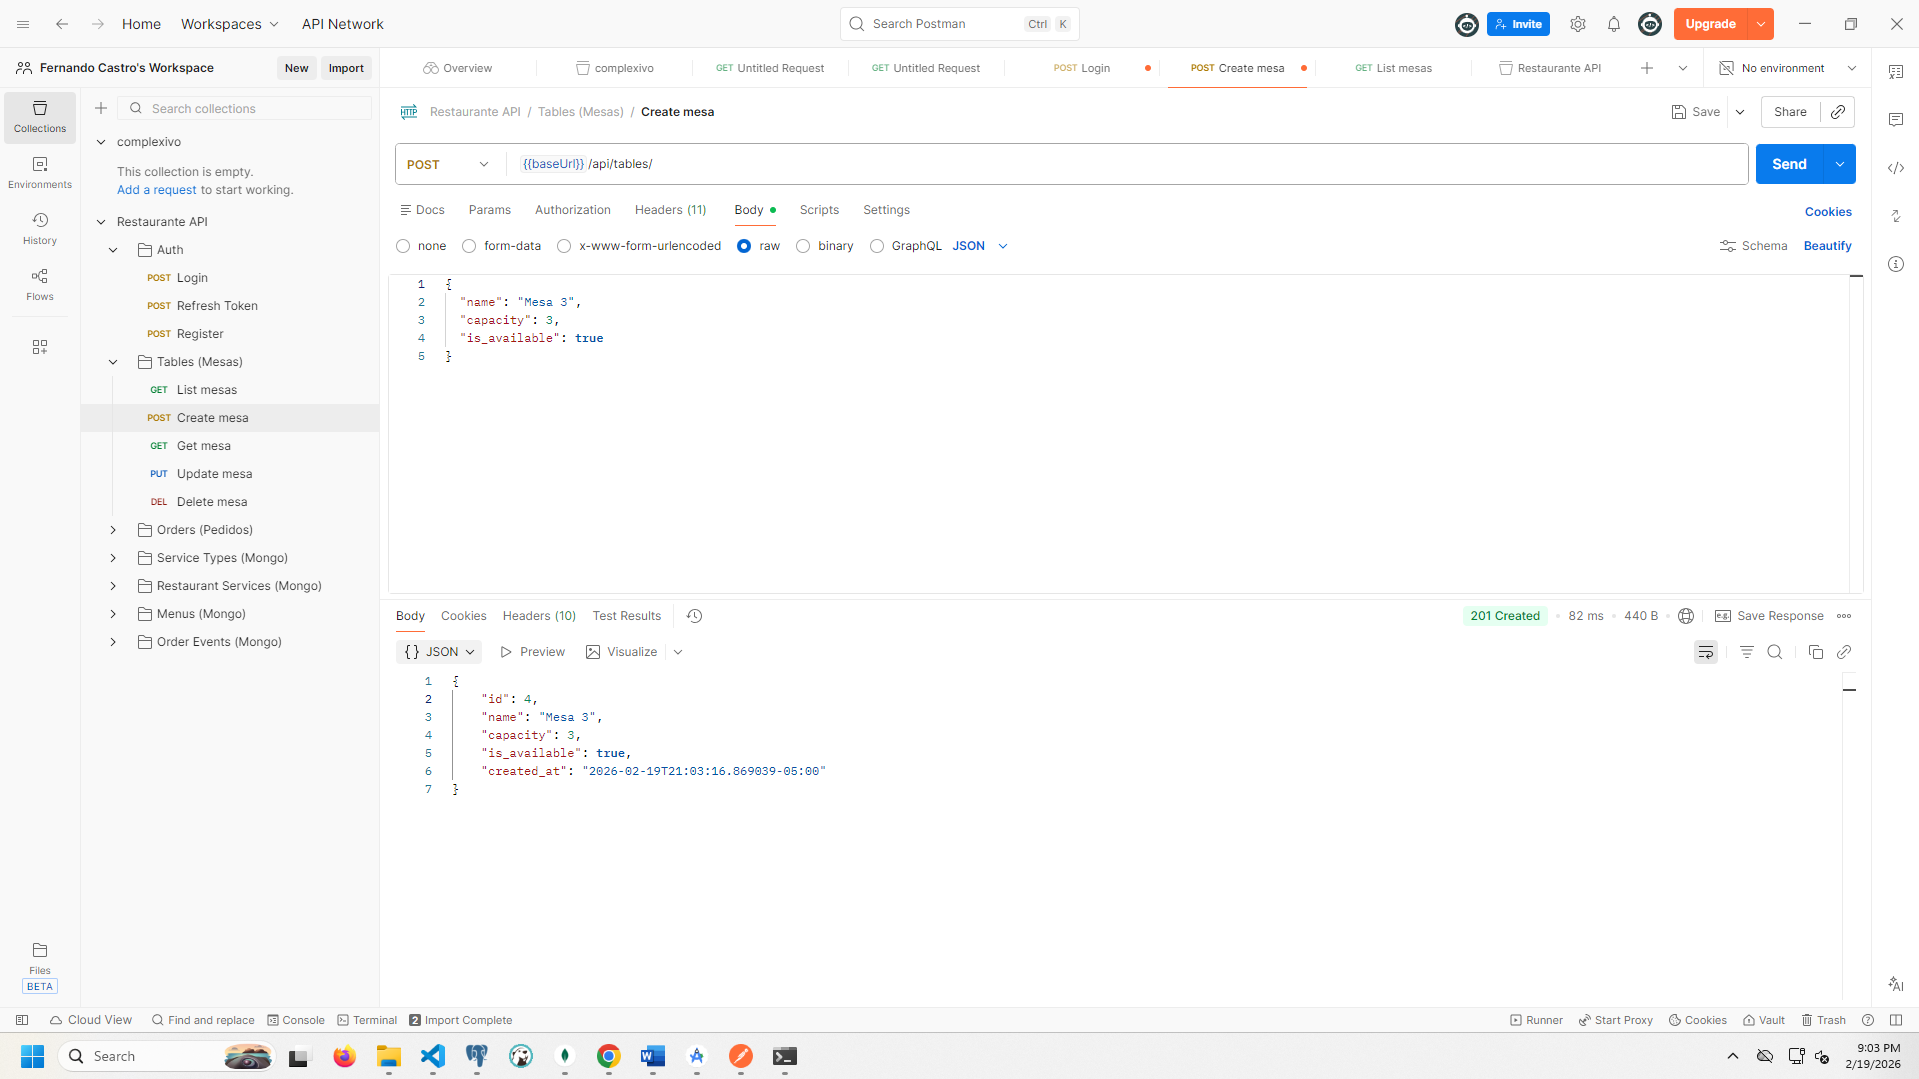 Home
Workspaces
API Network
Search Postman
Ctrl
K
Invite
Upgrade
Fernando Castro's Workspace
New
Import
Overview
complexivo
GET Untitled Request
GET Untitled Request
POST Login
POST Create mesa
GET List mesas
Restaurante API
No environment
Collections
Environments
History
Flows
Files
BETA
Search collections
complexivo
This collection is empty.
Add a request to start working.
Restaurante API
Auth
POST Login
POST Refresh Token
POST Register
Tables (Mesas)
GET List mesas
POST Create mesa
GET Get mesa
PUT Update mesa
DEL Delete mesa
Orders (Pedidos)
Service Types (Mongo)
Restaurant Services (Mongo)
Menus (Mongo)
Order Events (Mongo)
HTTP
Restaurante API / Tables (Mesas) / Create mesa
Save
Share
POST
{{baseUrl}} /api/tables/
Send
Docs
Params
Authorization
Headers (11)
Body
Scripts
Settings
Cookies
none
form-data
x-www-form-urlencoded
raw
binary
GraphQL
JSON
Schema
Beautify
1 {
2 "name": "Mesa 3",
3 "capacity": 3,
4 "is_available": true
5 }
Body
Cookies
Headers (10)
Test Results
201 Created
82 ms
440 B
e.g.
Save Response
{} JSON
Preview
Visualize
1 {
2 "id": 4,
3 "name": "Mesa 3",
4 "capacity": 3,
5 "is_available": true,
6 "created_at": "2026-02-19T21:03:16.869039-05:00"
7 }
AI
Cloud View
Find and replace
Console
Terminal
2 Import Complete
Runner
Start Proxy
Cookies
Vault
Trash
Search
9:03 PM
2/19/2026